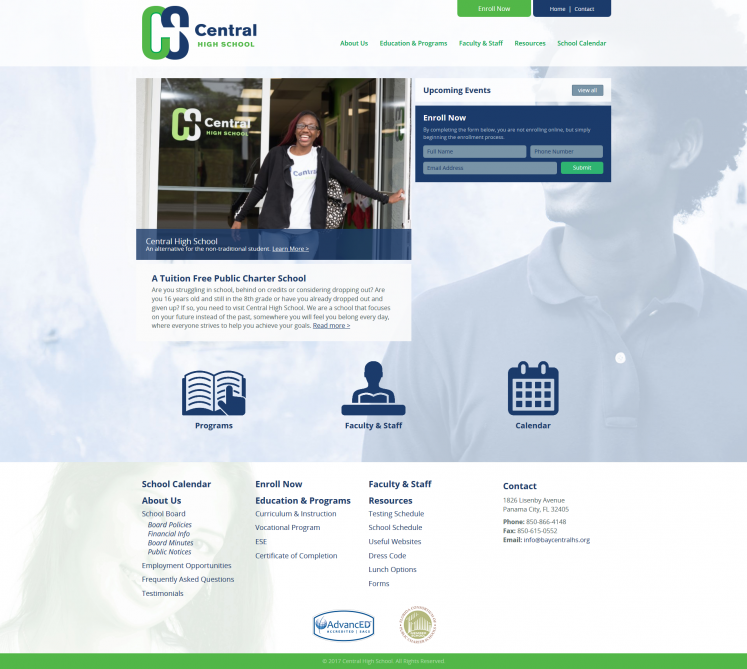 Central
HIGH SCHOOL
Enroll Now
Home | Contact
About Us Education & Programs Faculty & Staff Resources School Calendar
Central
HIGH SCHOOL
Central
Central High School
An alternative for the non-traditional student. Learn More >
Upcoming Events
view all
Enroll Now
By completing the form below, you are not enrolling online, but simply
beginning the enrollment process.
Full Name
Phone Number
Email Address
Submit
A Tuition Free Public Charter School
Are you struggling in school, behind on credits or considering dropping out? Are
you 16 years old and still in the 8th grade or have you already dropped out and
given up? If so, you need to visit Central High School. We are a school that focuses
on your future instead of the past, somewhere you will feel you belong every day,
where everyone strives to help you achieve your goals. Read more >
Programs
Faculty & Staff
Calendar
School Calendar
About Us
School Board
Board Policies
Financial Info
Board Minutes
Public Notices
Employment Opportunities
Frequently Asked Questions
Testimonials
Enroll Now
Education & Programs
Curriculum & Instruction
Vocational Program
ESE
Certificate of Completion
Faculty & Staff
Resources
Testing Schedule
School Schedule
Useful Websites
Dress Code
Lunch Options
Forms
Contact
1826 Lisenby Avenue
Panama City, FL 32405
Phone: 850-866-4148
Fax: 850-615-0552
Email: info@baycentralhs.org
AdvancED
ACCREDITED | SACS
© 2017 Central High School. All Rights Reserved